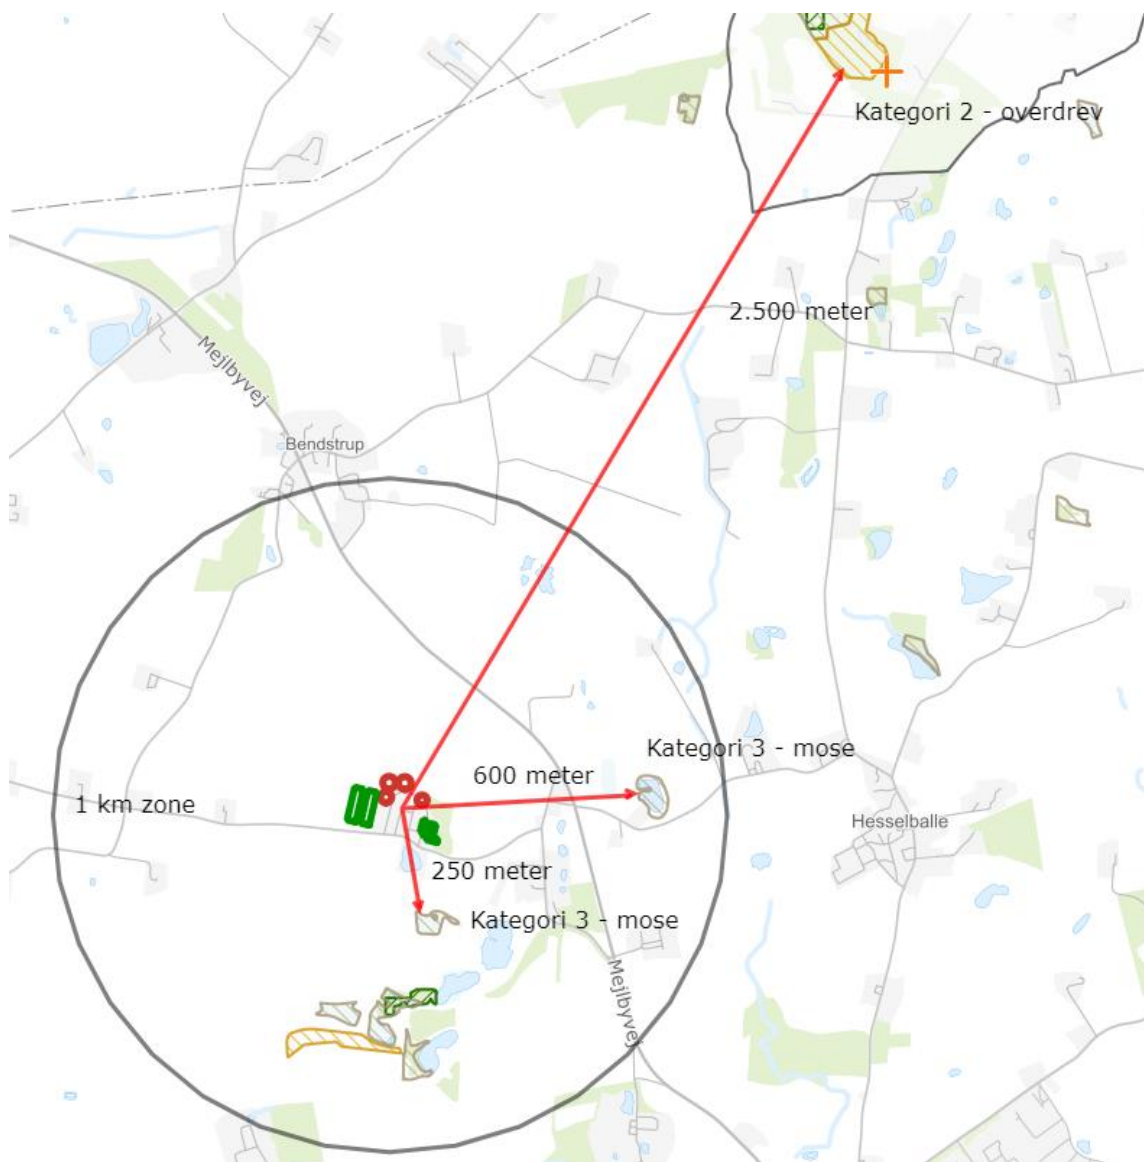 Kategori 2 - overdrev
2.500 meter
Mejlbyvej
Bendstrup
Kategori 3 - mose
600 meter
1 km zone
Hesselballe
250 meter
Kategori 3 - mose
Mejlbyvej